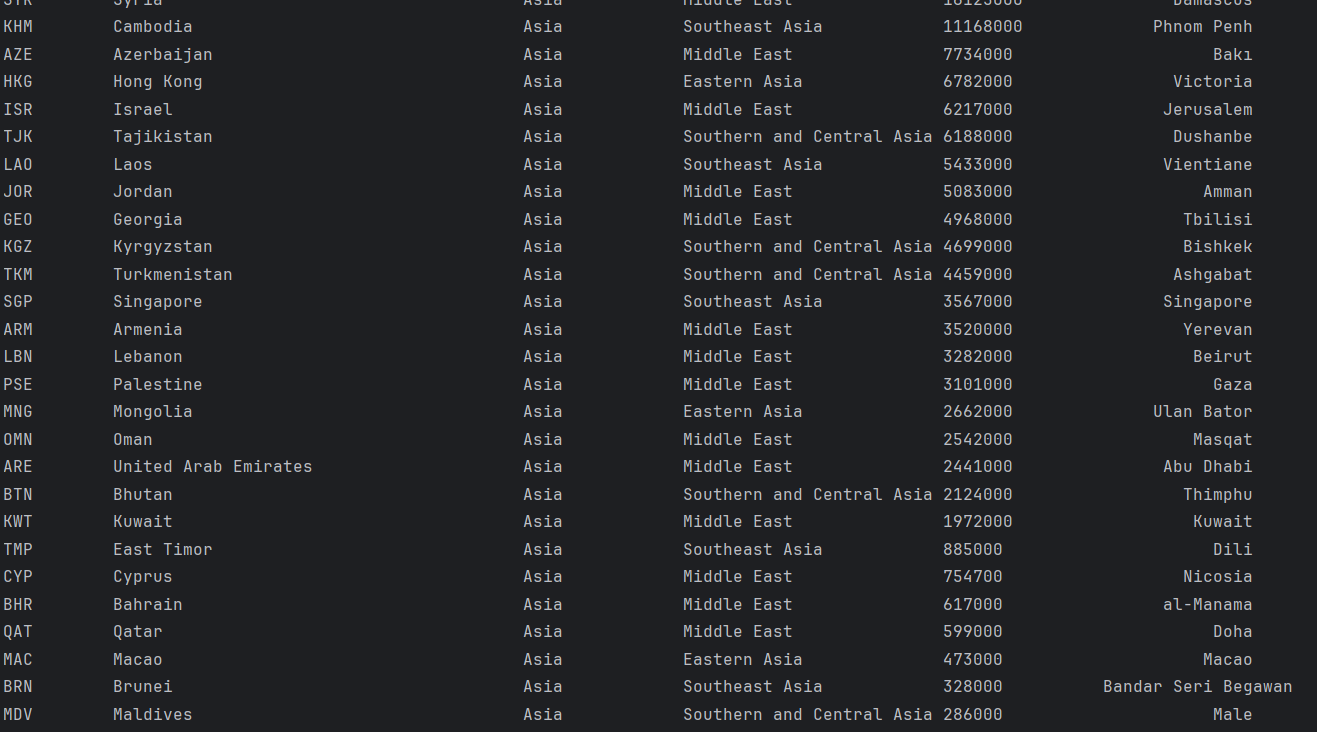 SYR Syria Asia Middle East 16125000 Damascus
KHM Cambodia Asia Southeast Asia 11168000 Phnom Penh
AZE Azerbaijan Asia Middle East 7734000 Bakı
HKG Hong Kong Asia Eastern Asia 6782000 Victoria
ISR Israel Asia Middle East 6217000 Jerusalem
TJK Tajikistan Asia Southern and Central Asia 6188000 Dushanbe
LAO Laos Asia Southeast Asia 5433000 Vientiane
JOR Jordan Asia Middle East 5083000 Amman
GEO Georgia Asia Middle East 4968000 Tbilisi
KGZ Kyrgyzstan Asia Southern and Central Asia 4699000 Bishkek
TKM Turkmenistan Asia Southern and Central Asia 4459000 Ashgabat
SGP Singapore Asia Southeast Asia 3567000 Singapore
ARM Armenia Asia Middle East 3520000 Yerevan
LBN Lebanon Asia Middle East 3282000 Beirut
PSE Palestine Asia Middle East 3101000 Gaza
MNG Mongolia Asia Eastern Asia 2662000 Ulan Bator
OMN Oman Asia Middle East 2542000 Masqat
ARE United Arab Emirates Asia Middle East 2441000 Abu Dhabi
BTN Bhutan Asia Southern and Central Asia 2124000 Thimphu
KWT Kuwait Asia Middle East 1972000 Kuwait
TMP East Timor Asia Southeast Asia 885000 Dili
CYP Cyprus Asia Middle East 754700 Nicosia
BHR Bahrain Asia Middle East 617000 al-Manama
QAT Qatar Asia Middle East 599000 Doha
MAC Macao Asia Eastern Asia 473000 Macao
BRN Brunei Asia Southeast Asia 328000 Bandar Seri Begawan
MDV Maldives Asia Southern and Central Asia 286000 Male